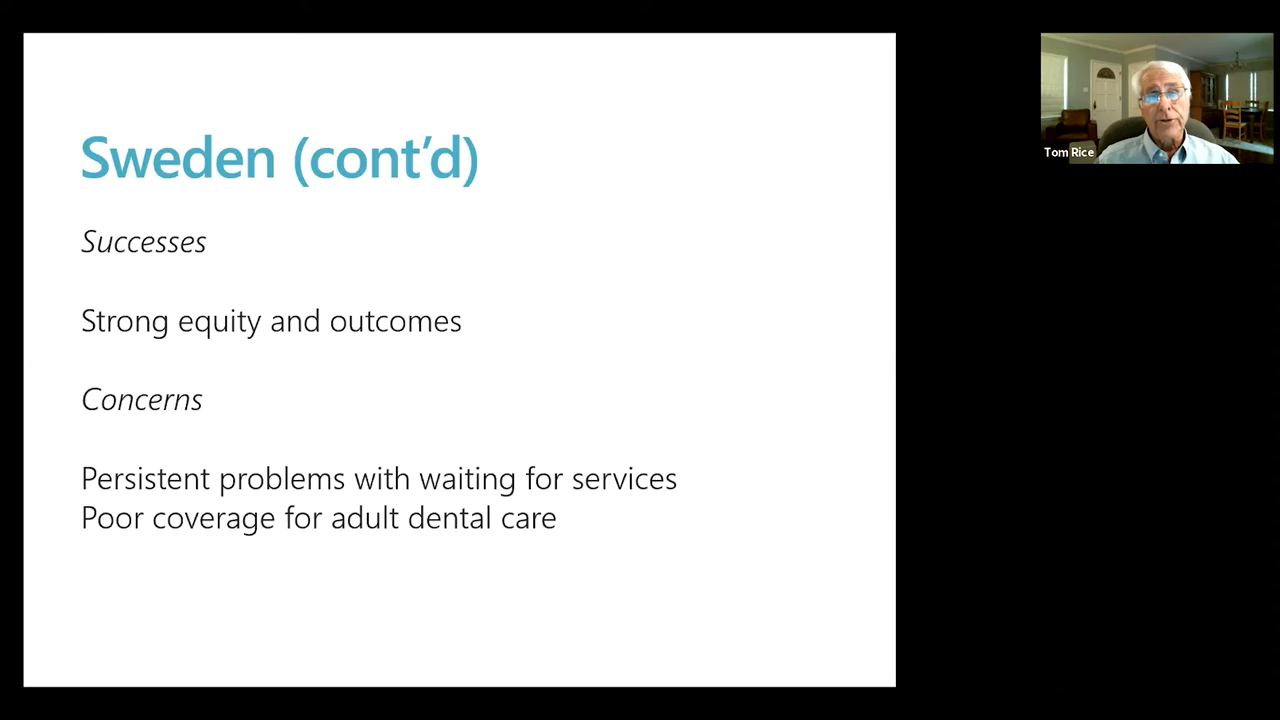 Sweden (cont’d)
Successes
Strong equity and outcomes
Concerns
Persistent problems with waiting for services
Poor coverage for adult dental care
Tom Rice